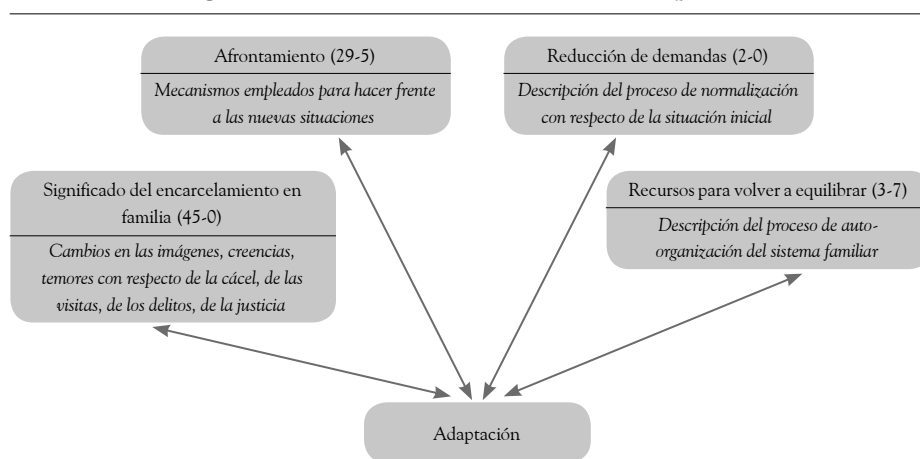 Afrontamiento (29-5)
Mecanismos empleados para hacer frente
a las nuevas situaciones
Reducción de demandas (2-0)
Descripción del proceso de normalización
con respecto de la situación inicial
Significado del encarcelamiento en
familia (45-0)
Cambios en las imágenes, creencias,
temores con respecto de la cácel, de las
visitas, de los delitos, de la justicia
Recursos para volver a equilibrar (3-7)
Descripción del proceso de auto-
organización del sistema familiar
Adaptación